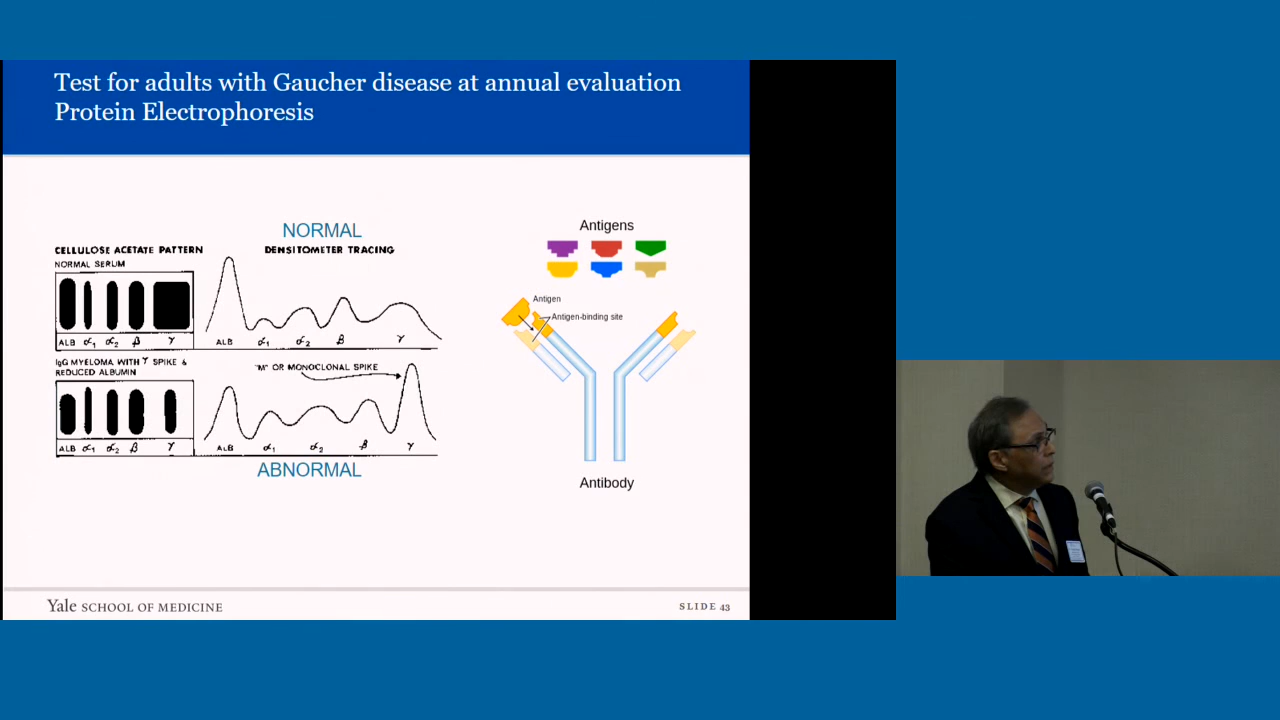 Test for adults with Gaucher disease at annual evaluation
Protein Electrophoresis
NORMAL
CELLULOSE ACETATE PATTERN
DENSITOMETER TRACING
NORMAL SERUM
ALB α1 α2 β γ
ALB α1 α2 β γ
IgG MYELOMA WITH γ SPIKE &
REDUCED ALBUMIN
"M" OR MONOCLONAL SPIKE
ALB α1 α2 β γ
ALB α1 α2 β γ
ABNORMAL
Antigens
Antigen
Antigen-binding site
Antibody
Yale SCHOOL OF MEDICINE
SLIDE 43